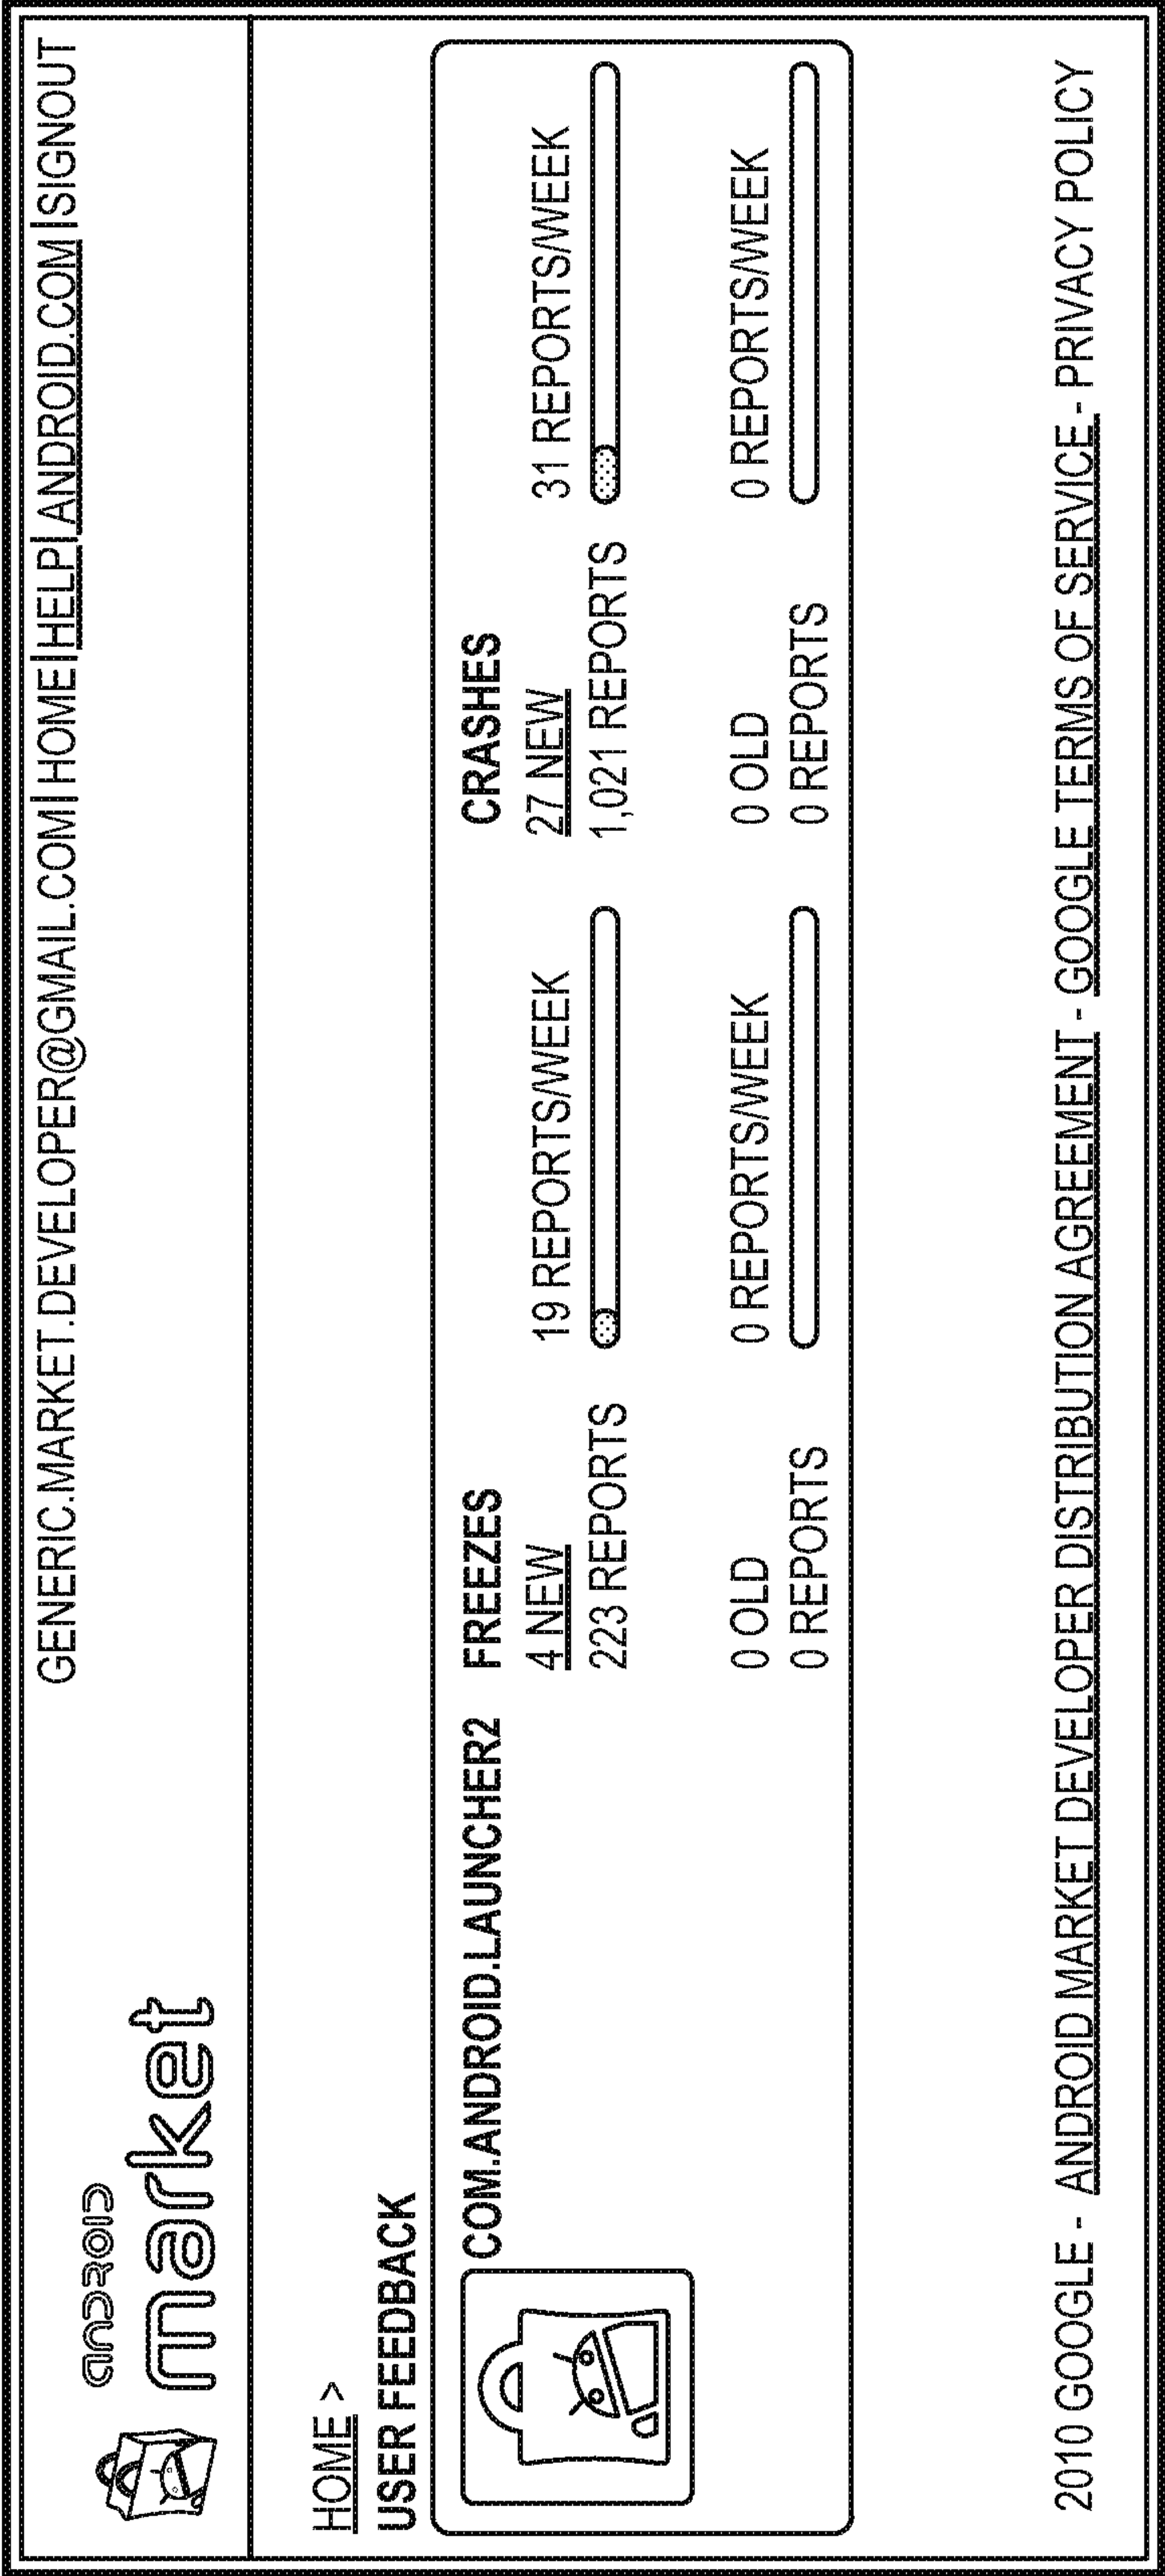 GENERIC.MARKET.DEVELOPER@GMAIL.COM| HOME|HELP| ANDROID.COM |SIGNOUT
ANDROID
market
HOME >
USER FEEDBACK
COM.ANDROID.LAUNCHER2 FREEZES CRASHES
4 NEW 19 REPORTS/WEEK 27 NEW 31 REPORTS/WEEK
223 REPORTS 1,021 REPORTS
0 OLD 0 REPORTS/WEEK 0 OLD 0 REPORTS/WEEK
0 REPORTS 0 REPORTS
2010 GOOGLE - ANDROID MARKET DEVELOPER DISTRIBUTION AGREEMENT - GOOGLE TERMS OF SERVICE - PRIVACY POLICY